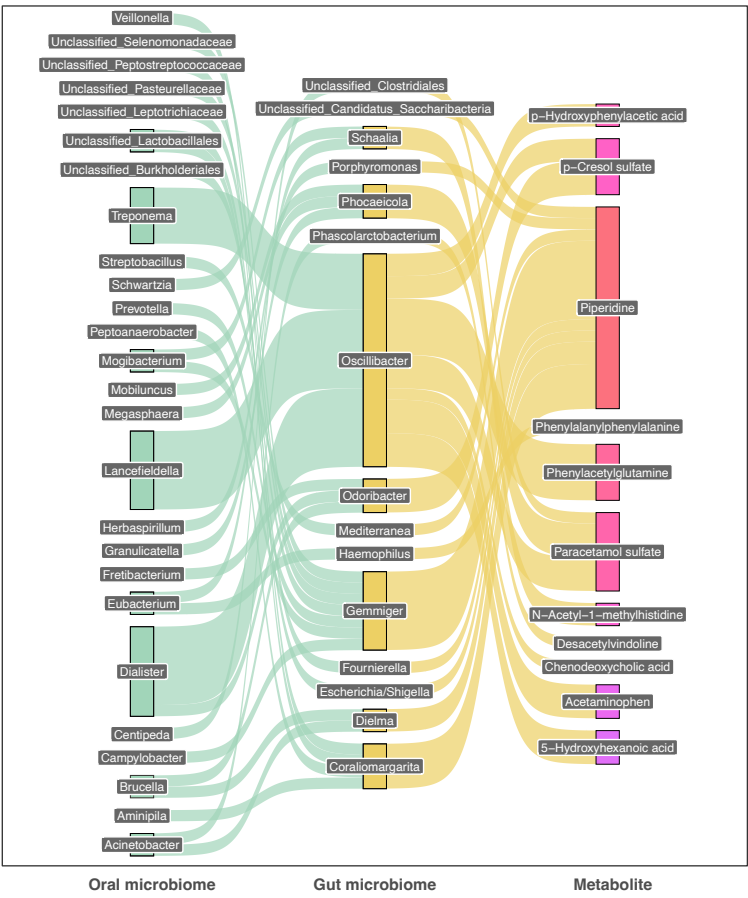 Veillonella
Unclassified_Selenomonadaceae
Unclassified_Peptostreptococcaceae
Unclassified_Pasteurellaceae
Unclassified_Leptotrichiaceae
Unclassified_Lactobacillales
Unclassified_Burkholderiales
Treponema
Streptobacillus
Schwartzia
Prevotella
Peptoanaerobacter
Mogibacterium
Mobiluncus
Megasphaera
Lancefieldella
Herbaspirillum
Granulicatella
Fretibacterium
Eubacterium
Dialister
Centipeda
Campylobacter
Brucella
Aminipila
Acinetobacter
Unclassified_Clostridiales
Unclassified_Candidatus_Saccharibacteria
Schaalia
Porphyromonas
Phocaeicola
Phascolarctobacterium
Oscillibacter
Odoribacter
Mediterranea
Haemophilus
Gemmiger
Fournierella
Escherichia/Shigella
Dielma
Coraliomargarita
p−Hydroxyphenylacetic acid
p−Cresol sulfate
Piperidine
Phenylalanylphenylalanine
Phenylacetylglutamine
Paracetamol sulfate
N−Acetyl−1−methylhistidine
Desacetylvindoline
Chenodeoxycholic acid
Acetaminophen
5−Hydroxyhexanoic acid
Oral microbiome
Gut microbiome
Metabolite